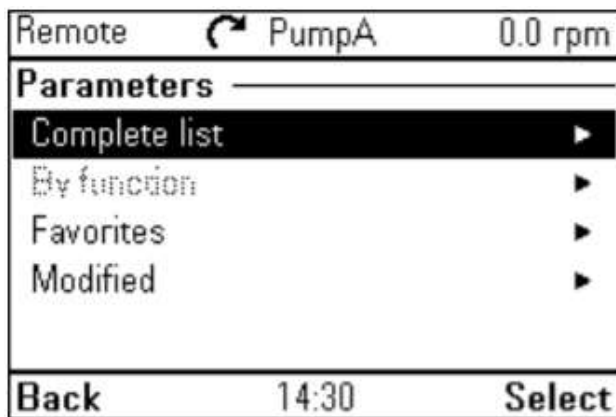 Remote PumpA 0.0 rpm
Parameters
Complete list
By function
Favorites
Modified
Back 14:30 Select